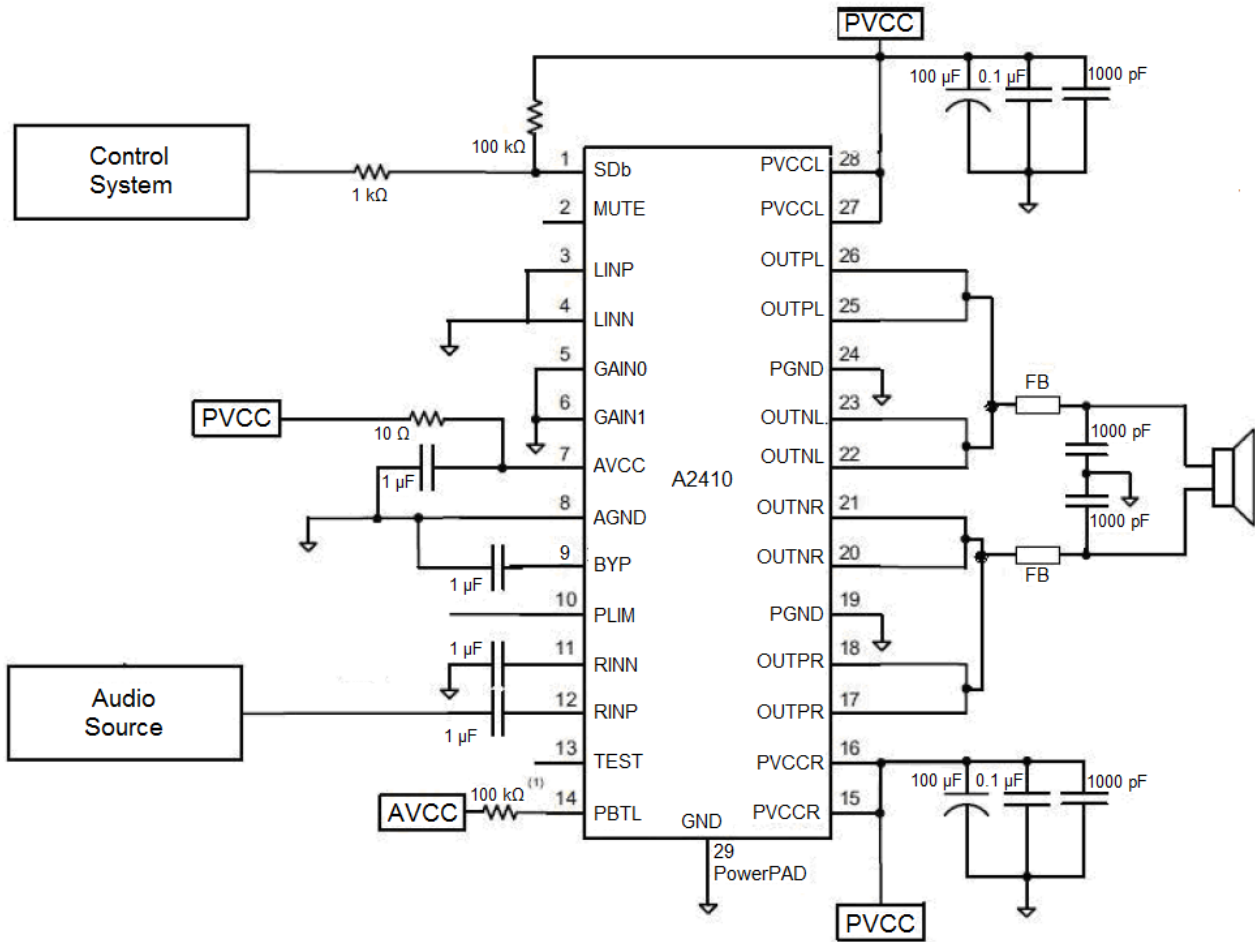 PVCC
100 µF 0.1 µF 1000 pF
Control
System
100 kΩ
1 kΩ
1 SDb PVCCL 28
2 MUTE PVCCL 27
3 LINP OUTPL 26
4 LINN OUTPL 25
5 GAIN0 PGND 24
FB
PVCC
6 GAIN1 OUTNL. 23
10 Ω
1000 pF
7 AVCC OUTNL 22
1 µF
A2410
8 AGND OUTNR 21
1000 pF
9 BYP OUTNR 20
1 µF
FB
10 PLIM PGND 19
1 µF
11 RINN OUTPR 18
Audio
Source
12 RINP OUTPR 17
1 µF
13 TEST PVCCR 16
100 µF 0.1 µF 1000 pF
AVCC
100 kΩ (1)
14 PBTL PVCCR 15
GND
29
PowerPAD
PVCC